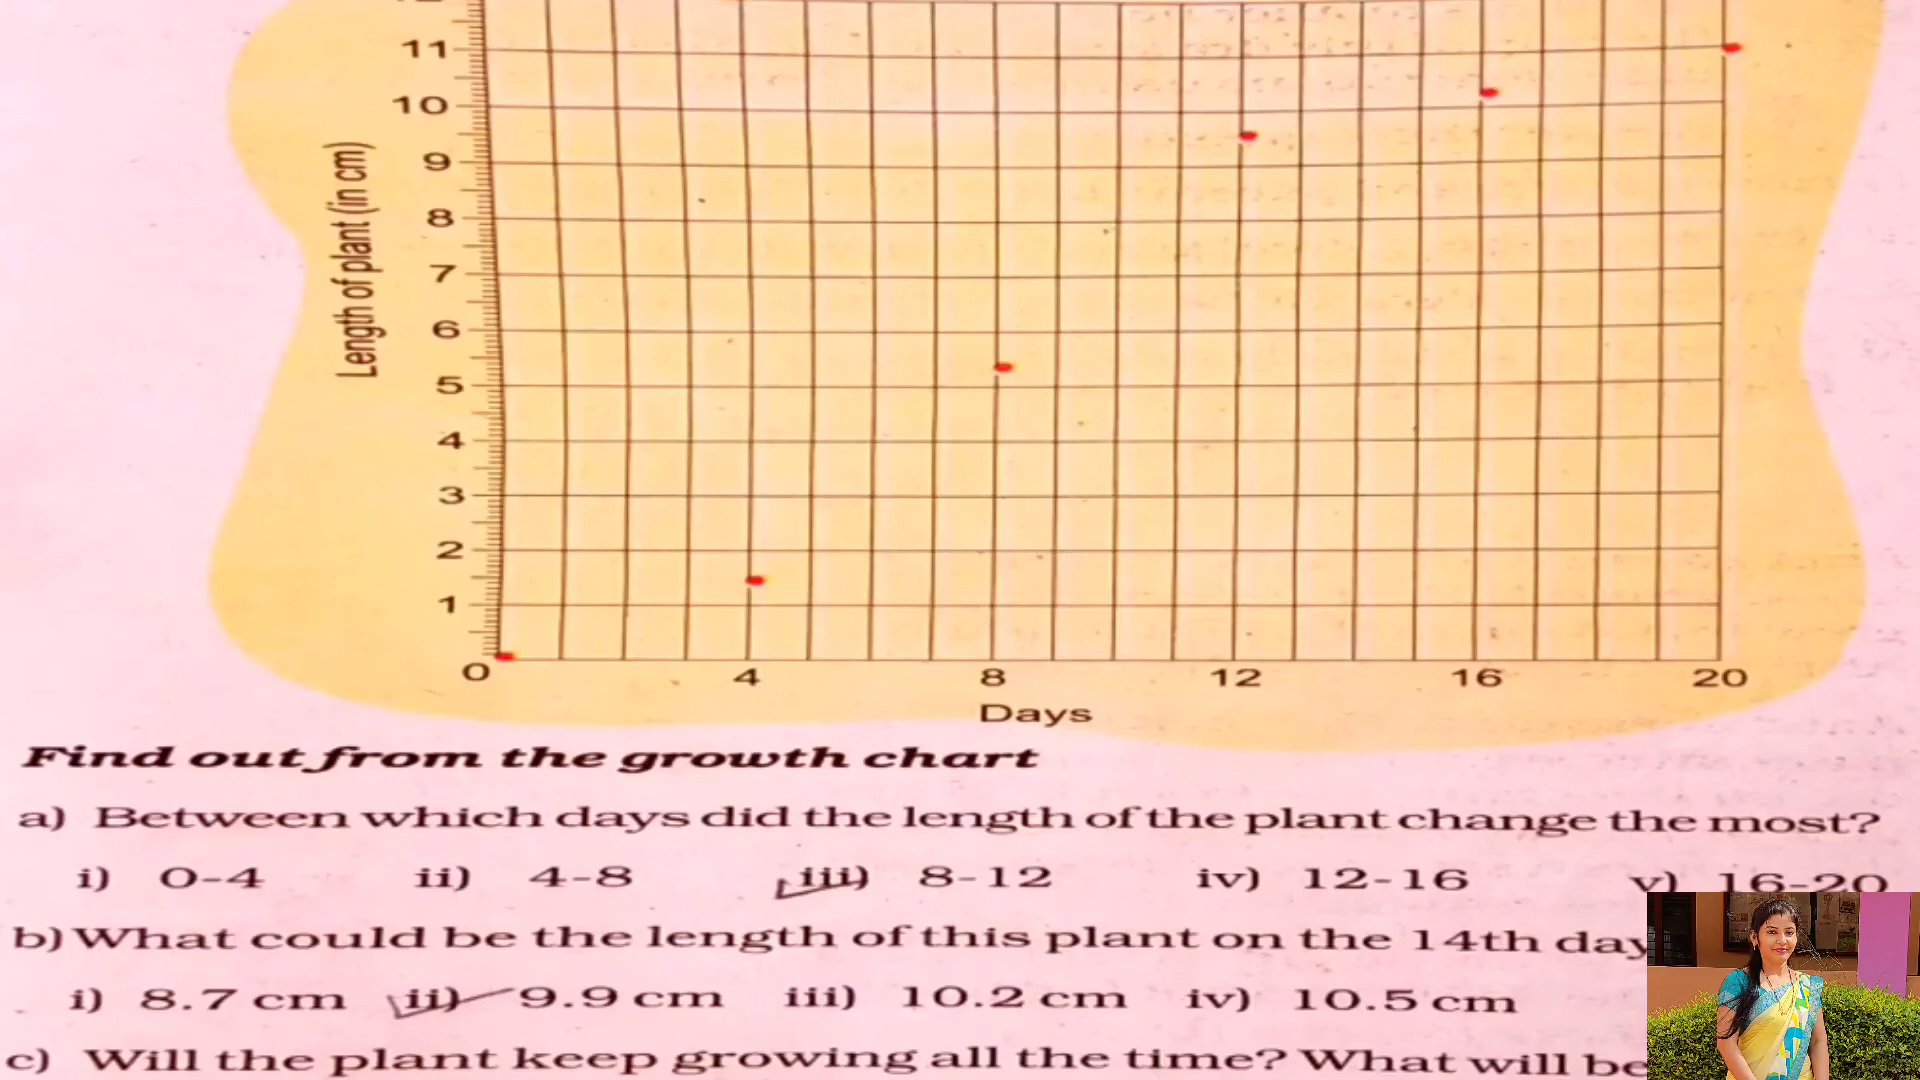 11
10
9
8
7
6
5
4
3
2
1
0 4 8 12 16 20
Length of plant (in cm)
Days
Find out from the growth chart
a) Between which days did the length of the plant change the most?
i) 0-4 ii) 4-8 iii) 8-12 iv) 12-16 v) 16-20
b) What could be the length of this plant on the 14th day
i) 8.7 cm ii) 9.9 cm iii) 10.2 cm iv) 10.5 cm
c) Will the plant keep growing all the time? What will be